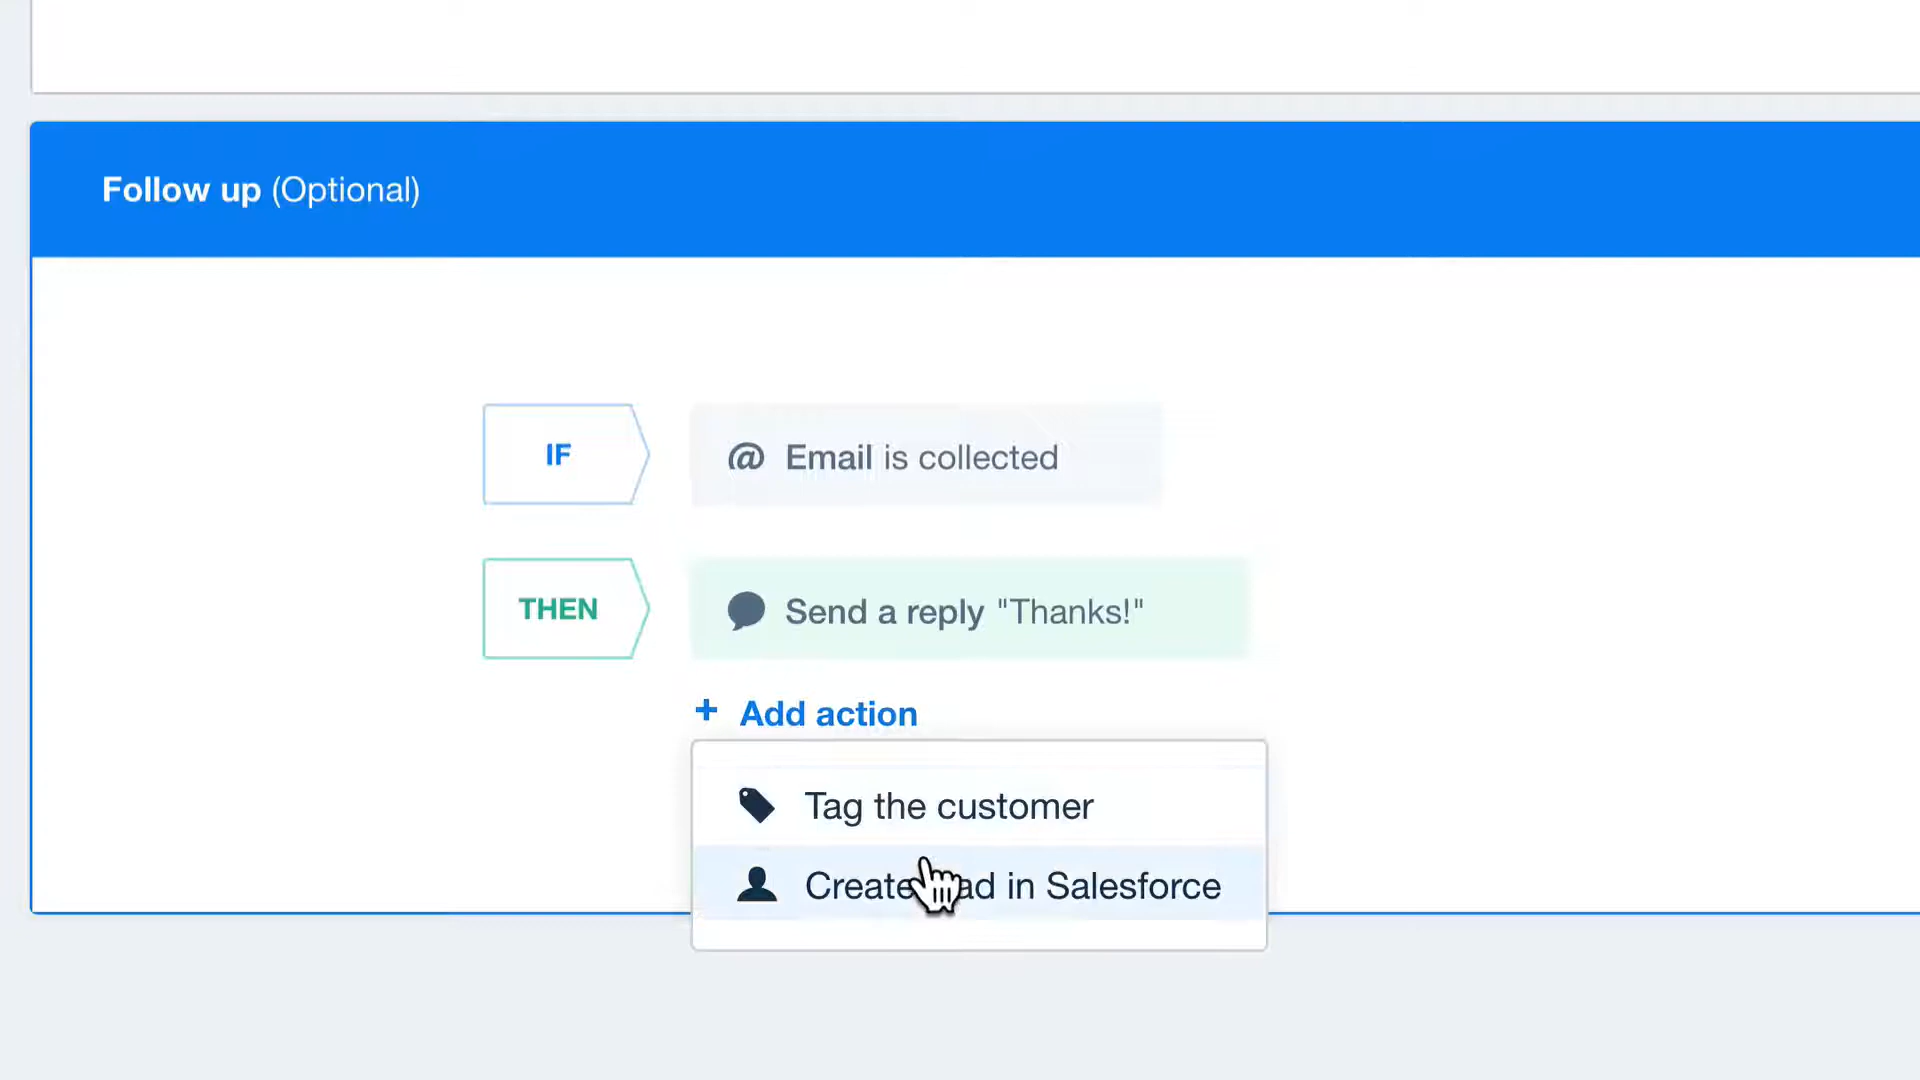 Follow up (Optional)
IF
@ Email is collected
THEN
Send a reply "Thanks!"
+ Add action
Tag the customer
Create ad in Salesforce